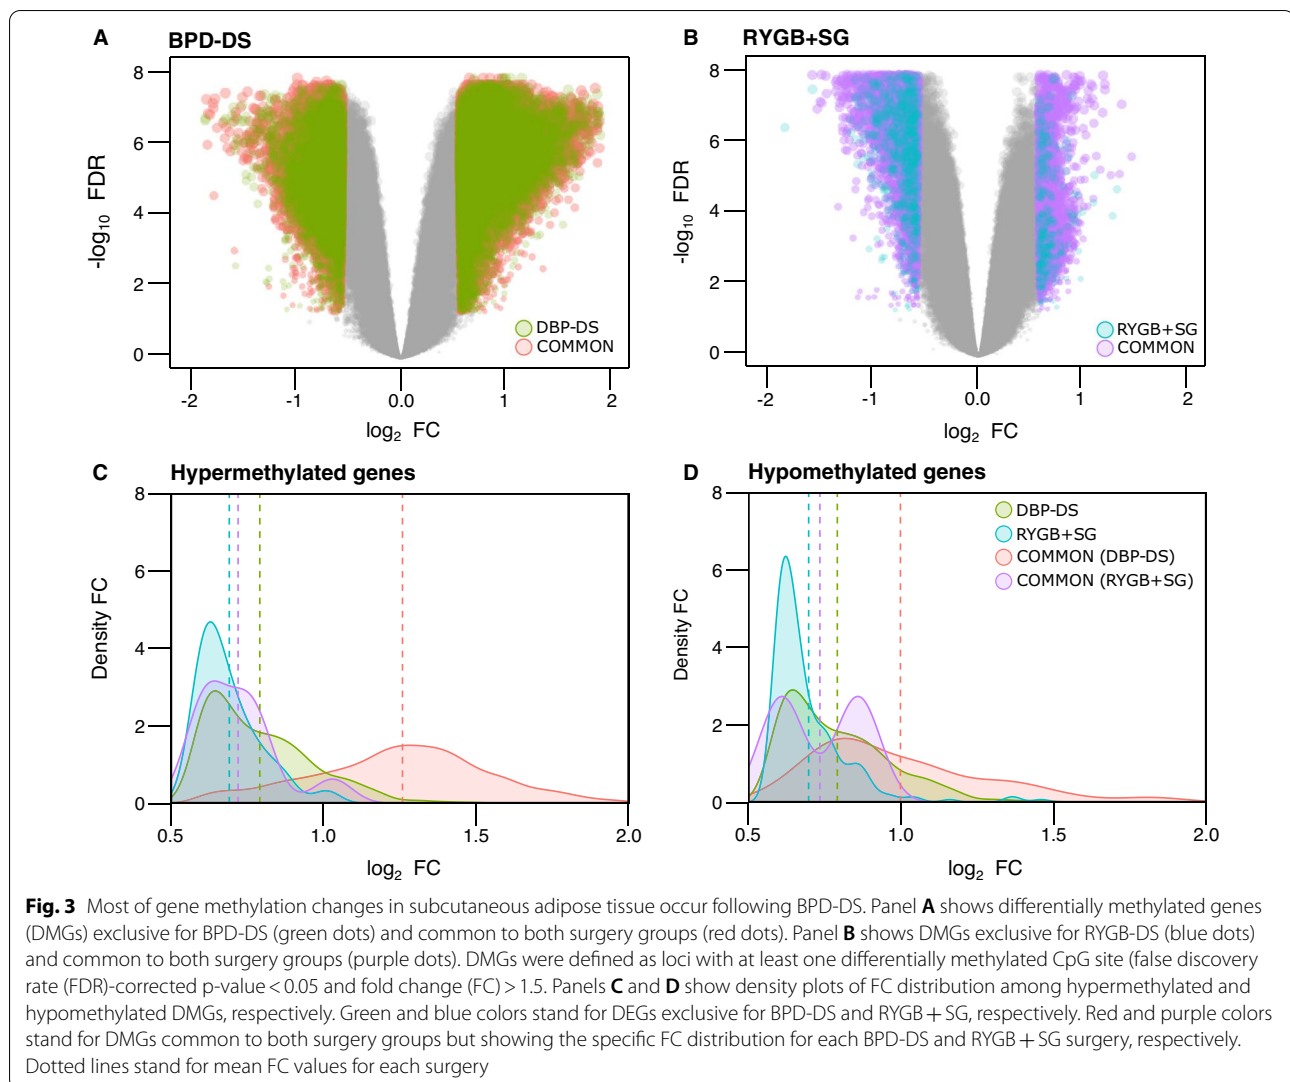 A BPD-DS
B RYGB+SG
8
6
4
2
0
-log10 FDR
DBP-DS
COMMON
-2 -1 0.0 1 2
log2 FC
8
6
4
2
0
-log10 FDR
RYGB+SG
COMMON
-2 -1 0.0 1 2
log2 FC
C Hypermethylated genes
8
6
4
2
0
Density FC
0.5 1.0 1.5 2.0
log2 FC
D Hypomethylated genes
8
6
4
2
0
Density FC
DBP-DS
RYGB+SG
COMMON (DBP-DS)
COMMON (RYGB+SG)
0.5 1.0 1.5 2.0
log2 FC
Fig. 3 Most of gene methylation changes in subcutaneous adipose tissue occur following BPD-DS. Panel A shows differentially methylated genes
(DMGs) exclusive for BPD-DS (green dots) and common to both surgery groups (red dots). Panel B shows DMGs exclusive for RYGB-DS (blue dots)
and common to both surgery groups (purple dots). DMGs were defined as loci with at least one differentially methylated CpG site (false discovery
rate (FDR)-corrected p-value < 0.05 and fold change (FC) > 1.5. Panels C and D show density plots of FC distribution among hypermethylated and
hypomethylated DMGs, respectively. Green and blue colors stand for DEGs exclusive for BPD-DS and RYGB + SG, respectively. Red and purple colors
stand for DMGs common to both surgery groups but showing the specific FC distribution for each BPD-DS and RYGB + SG surgery, respectively.
Dotted lines stand for mean FC values for each surgery